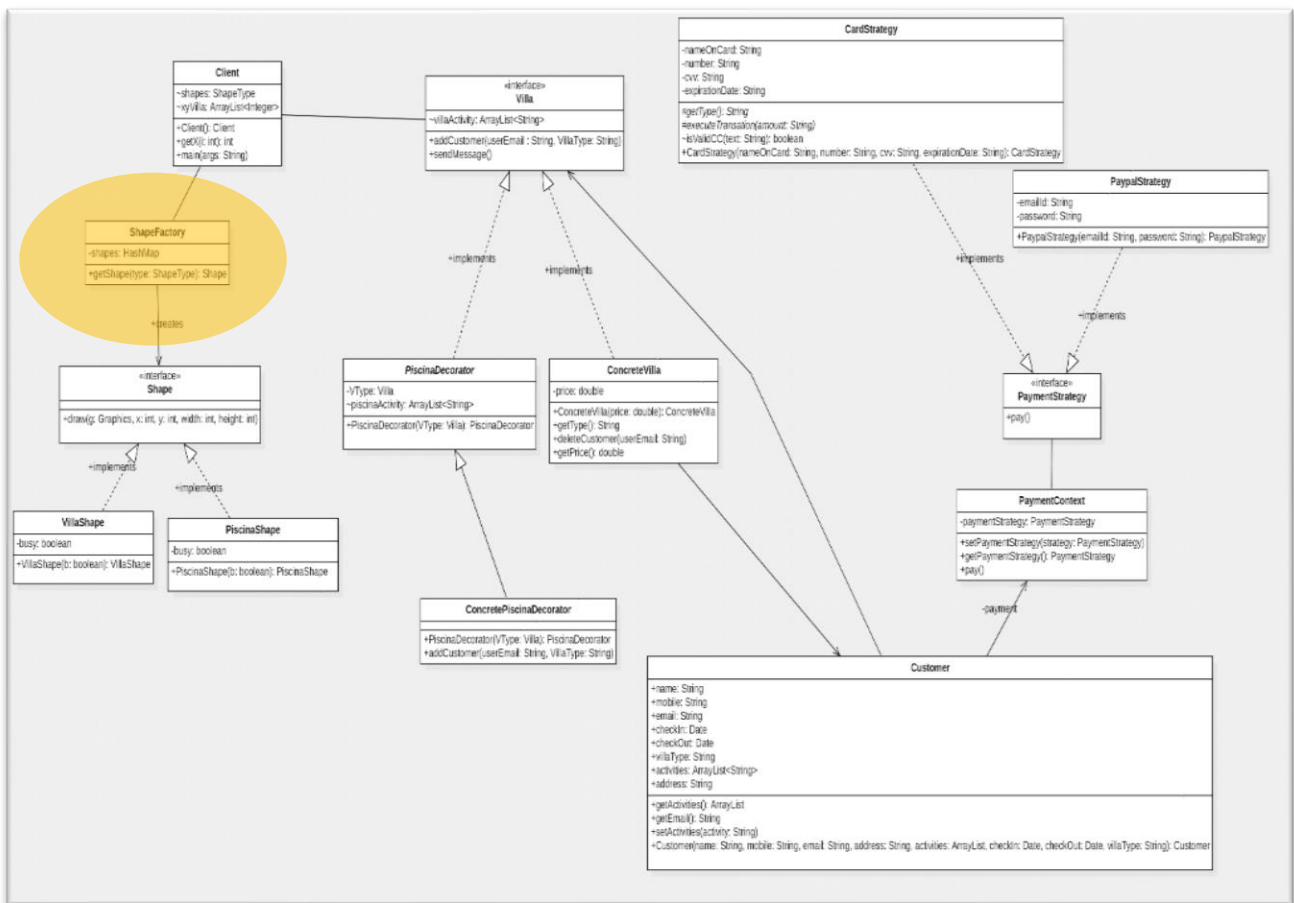 Client
~shapes: ShapeType
~xyVilla: ArrayList<Integer>
+Client(): Client
+getX(i: int): int
+main(args: String)
«interface»
Villa
~villaActivity: ArrayList<String>
+addCustomer(userEmail : String, VillaType: String)
+sendMessage()
CardStrategy
-nameOnCard: String
-number: String
-cvv: String
-expirationDate: String
#getType(): String
#executeTransation(amount: String)
~isValidCC(text: String): boolean
+CardStrategy(nameOnCard: String, number: String, cvv: String, expirationDate: String): CardStrategy
PaypalStrategy
-emailId: String
-password: String
+PaypalStrategy(emailId: String, password: String): PaypalStrategy
ShapeFactory
-shapes: HashMap
+getShape(type: ShapeType): Shape
+creates
+implements
+implements
+implements
+implements
«interface»
Shape
+draw(g: Graphics, x: int, y: int, width: int, height: int)
+implements
+implements
VillaShape
-busy: boolean
+VillaShape(b: boolean): VillaShape
PiscinaShape
-busy: boolean
+PiscinaShape(b: boolean): PiscinaShape
PiscinaDecorator
-VType: Villa
~piscinaActivity: ArrayList<String>
+PiscinaDecorator(VType: Villa): PiscinaDecorator
ConcreteVilla
-price: double
+ConcreteVilla(price: double): ConcreteVilla
+getType(): String
+deleteCustomer(userEmail: String)
+getPrice(): double
«interface»
PaymentStrategy
+pay()
PaymentContext
-paymentStrategy: PaymentStrategy
+setPaymentStrategy(strategy: PaymentStrategy)
+getPaymentStrategy(): PaymentStrategy
+pay()
-payment
ConcretePiscinaDecorator
+PiscinaDecorator(VType: Villa): PiscinaDecorator
+addCustomer(userEmail: String, VillaType: String)
Customer
+name: String
+mobile: String
+email: String
+checkIn: Date
+checkOut: Date
+villaType: String
+activities: ArrayList<String>
+address: String
+getActivities(): ArrayList
+getEmail(): String
+setActivities(activity: String)
+Customer(name: String, mobile: String, email: String, address: String, activities: ArrayList, checkIn: Date, checkOut: Date, villaType: String): Customer